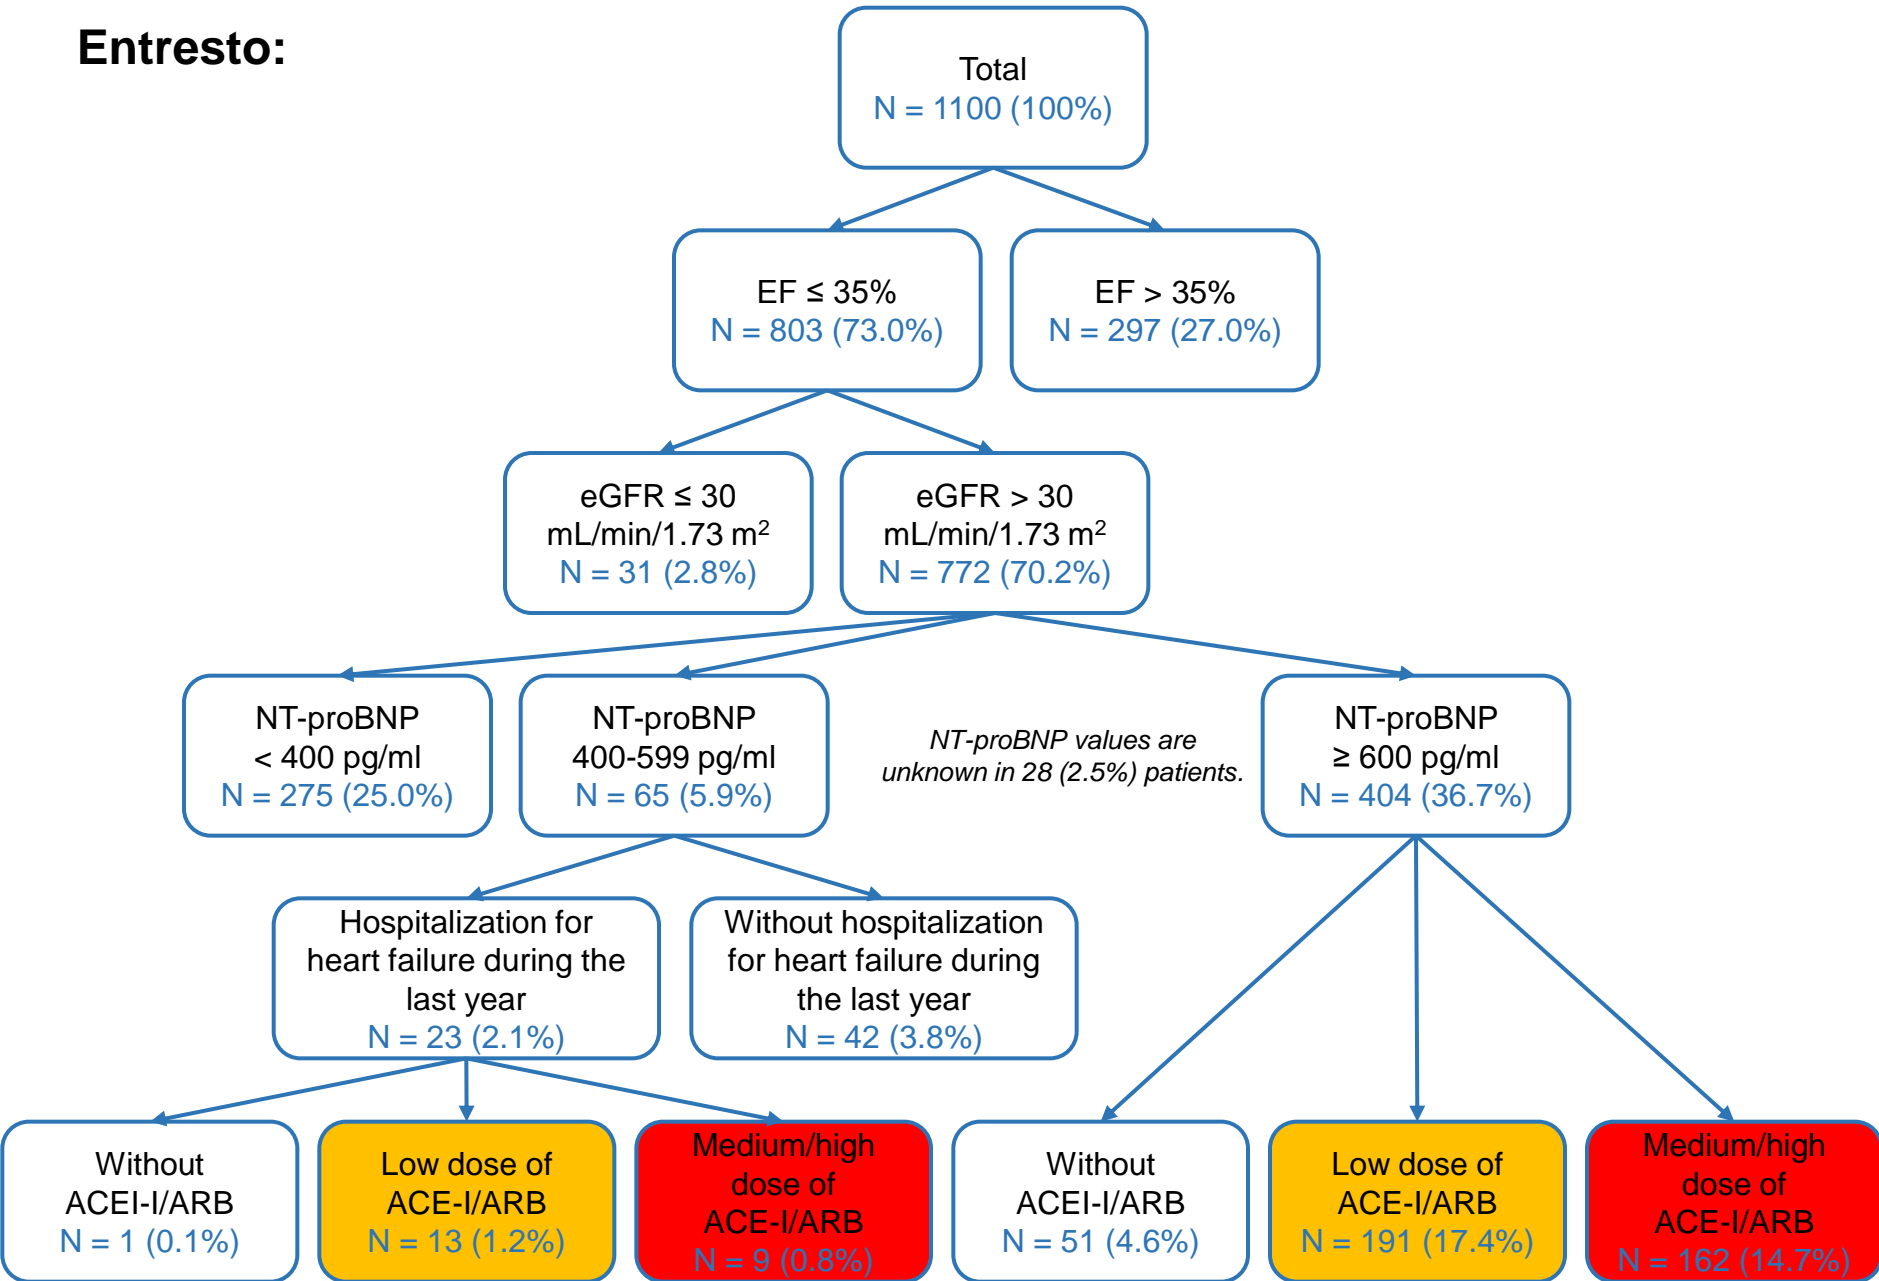 Entresto:
Total
N = 1100 (100%)
EF ≤ 35%
N = 803 (73.0%)
EF > 35%
N = 297 (27.0%)
eGFR ≤ 30
mL/min/1.73 m²
N = 31 (2.8%)
eGFR > 30
mL/min/1.73 m²
N = 772 (70.2%)
NT-proBNP
< 400 pg/ml
N = 275 (25.0%)
NT-proBNP
400-599 pg/ml
N = 65 (5.9%)
NT-proBNP values are
unknown in 28 (2.5%) patients.
NT-proBNP
≥ 600 pg/ml
N = 404 (36.7%)
Hospitalization for
heart failure during the
last year
N = 23 (2.1%)
Without hospitalization
for heart failure during
the last year
N = 42 (3.8%)
Without
ACEI-I/ARB
N = 1 (0.1%)
Low dose of
ACE-I/ARB
N = 13 (1.2%)
Medium/high
dose of
ACE-I/ARB
N = 9 (0.8%)
Without
ACEI-I/ARB
N = 51 (4.6%)
Low dose of
ACE-I/ARB
N = 191 (17.4%)
Medium/high
dose of
ACE-I/ARB
N = 162 (14.7%)